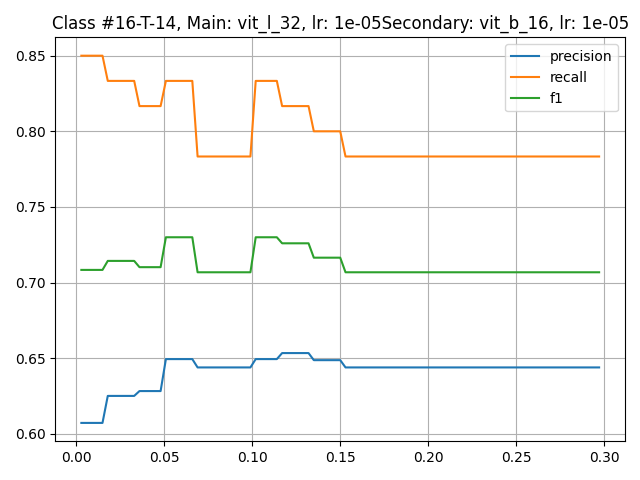 Class #16-T-14, Main: vit_l_32, lr: 1e-05Secondary: vit_b_16, lr: 1e-05
precision
recall
f1
0.85
0.80
0.75
0.70
0.65
0.60
0.00 0.05 0.10 0.15 0.20 0.25 0.30